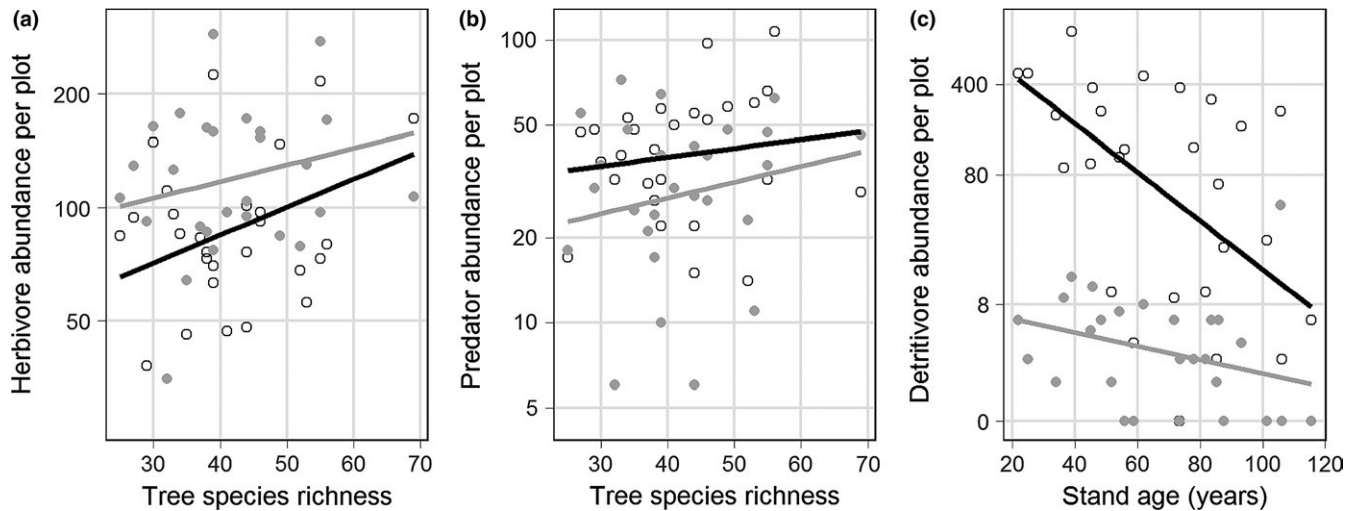 (a)
Herbivore abundance per plot
200
100
50
30 40 50 60 70
Tree species richness
(b)
Predator abundance per plot
100
50
20
10
5
30 40 50 60 70
Tree species richness
(c)
Detritivore abundance per plot
400
80
8
0
20 40 60 80 100 120
Stand age (years)